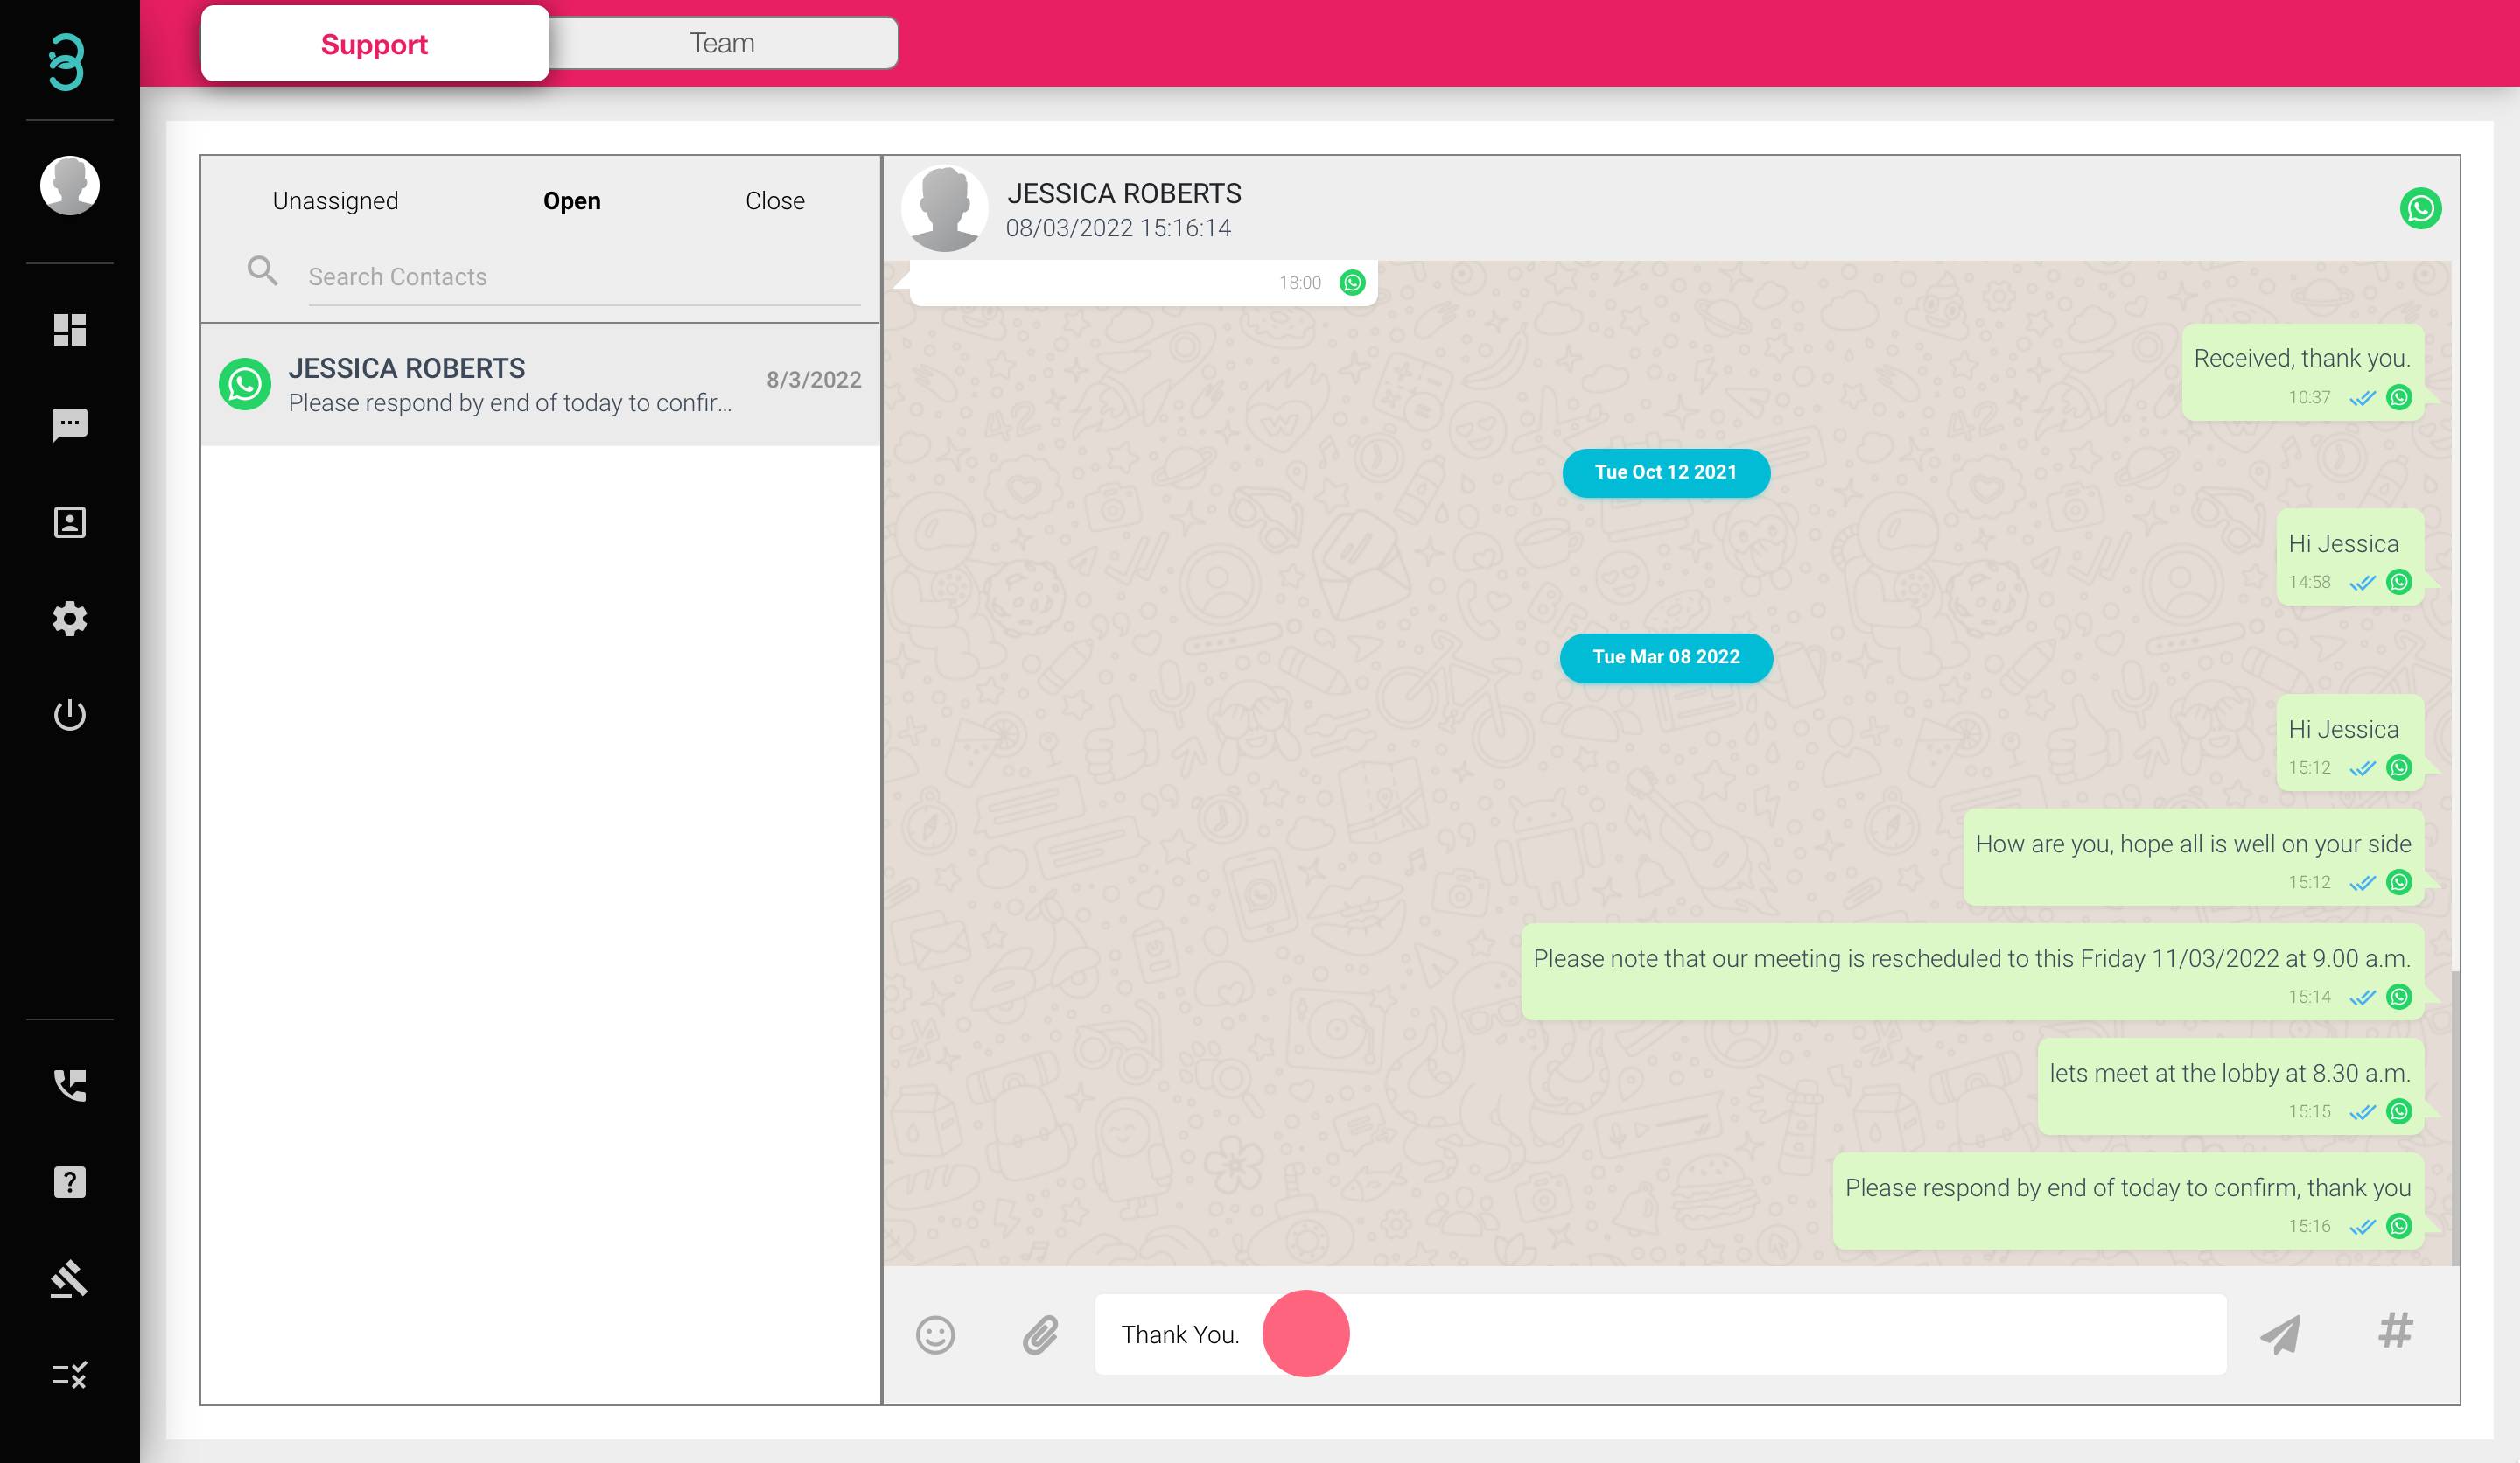 Support
Team
Unassigned
Open
Close
Search Contacts
JESSICA ROBERTS
8/3/2022
Please respond by end of today to confir...
JESSICA ROBERTS
08/03/2022 15:16:14
18:00
Received, thank you.
10:37
Tue Oct 12 2021
Hi Jessica
14:58
Tue Mar 08 2022
Hi Jessica
15:12
How are you, hope all is well on your side
15:12
Please note that our meeting is rescheduled to this Friday 11/03/2022 at 9.00 a.m.
15:14
lets meet at the lobby at 8.30 a.m.
15:15
Please respond by end of today to confirm, thank you
15:16
Thank You.
#